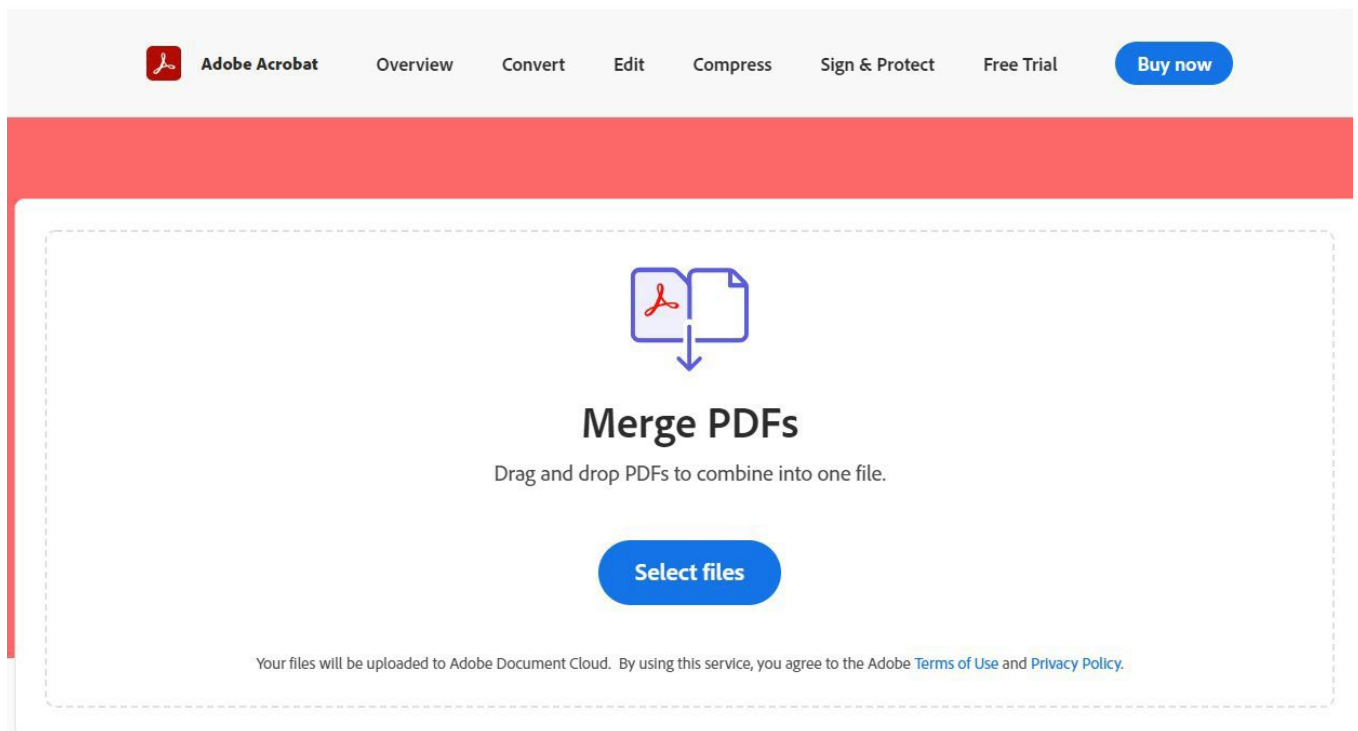 Adobe Acrobat Overview Convert Edit Compress Sign & Protect Free Trial Buy now
Merge PDFs
Drag and drop PDFs to combine into one file.
Select files
Your files will be uploaded to Adobe Document Cloud. By using this service, you agree to the Adobe Terms of Use and Privacy Policy.